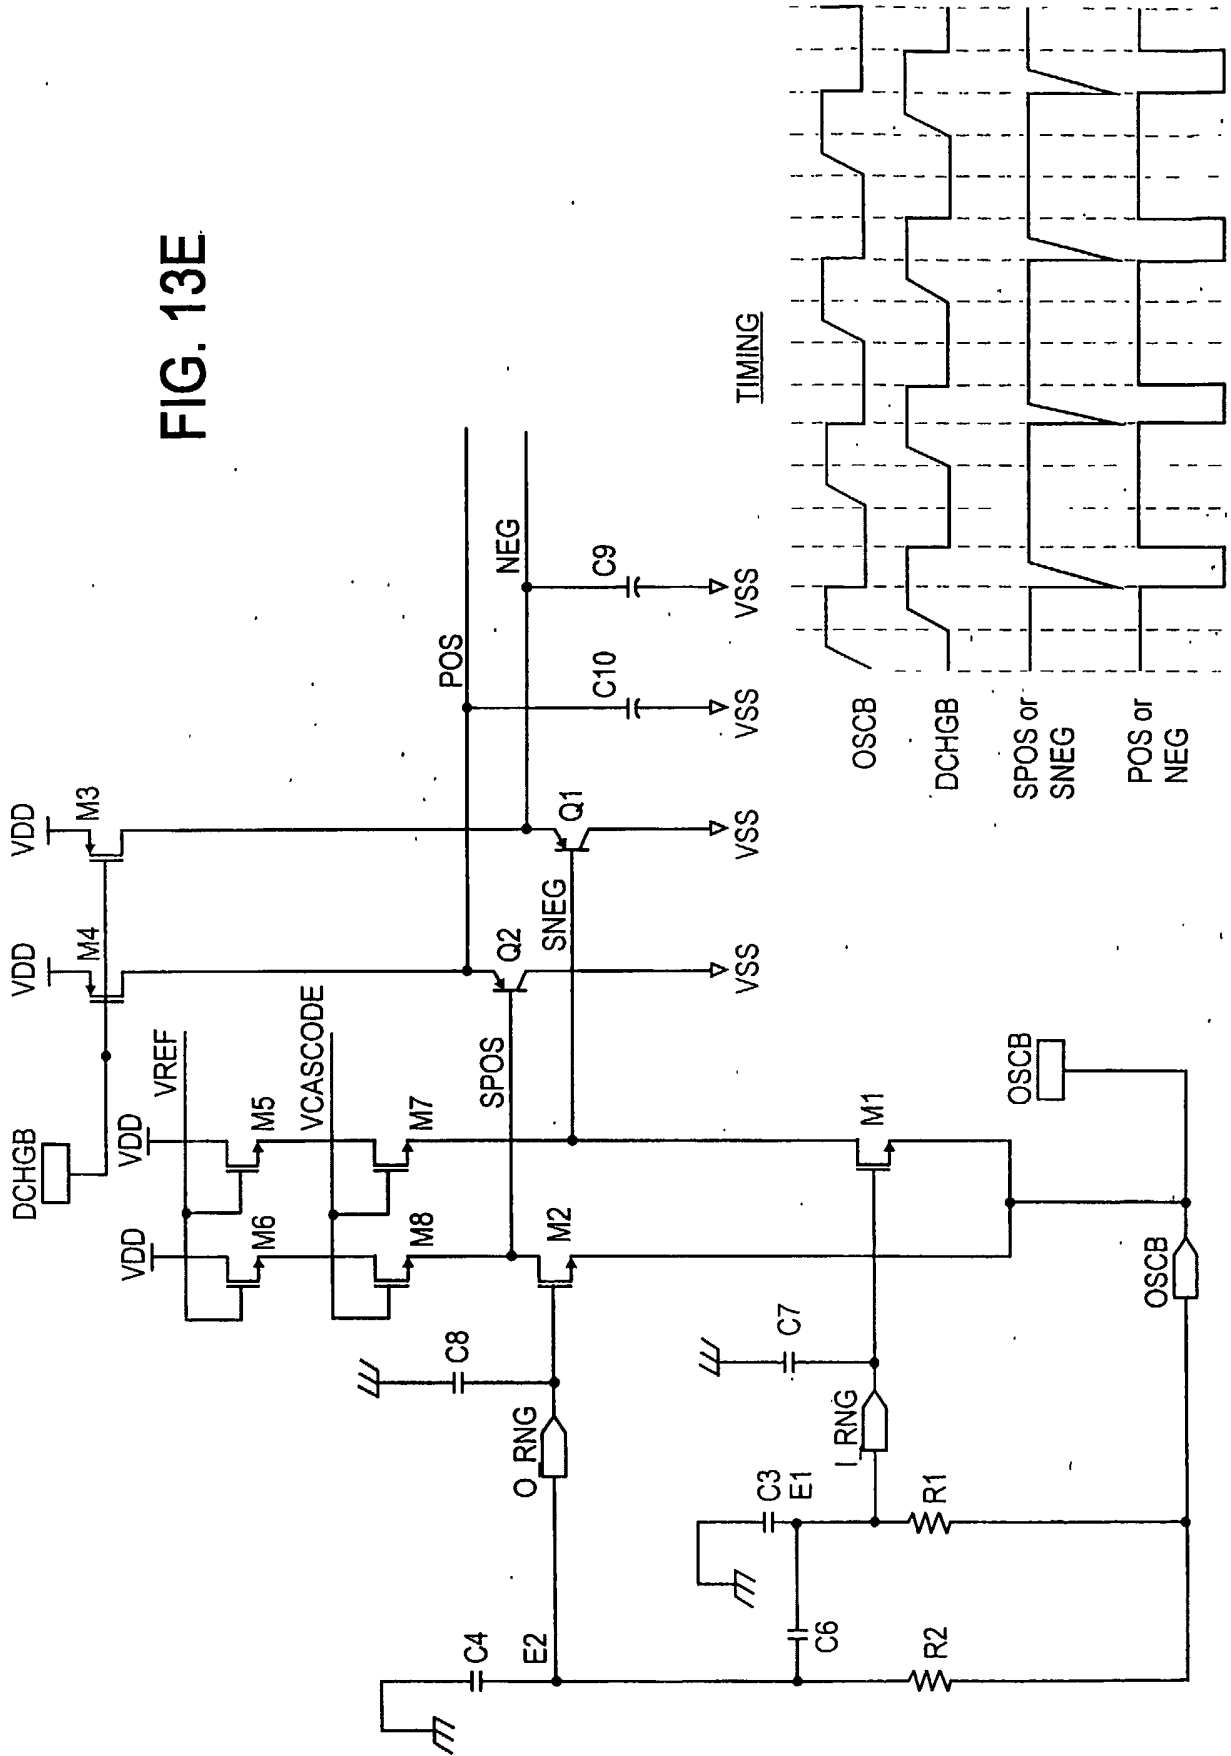 FIG. 13E
DCHGB
VDD
VDD
VDD
VDD
M4
M3
VREF
M6
M5
VCASCODE
M8
M7
SPOS
Q2
SNEG
Q1
POS
NEG
C10
C9
VSS
VSS
VSS
VSS
C8
O_RNG
M2
C4
E2
C7
I_RNG
M1
C3
E1
C6
R2
R1
OSCB
OSCB
TIMING
OSCB
DCHGB
SPOS or
SNEG
POS or
NEG